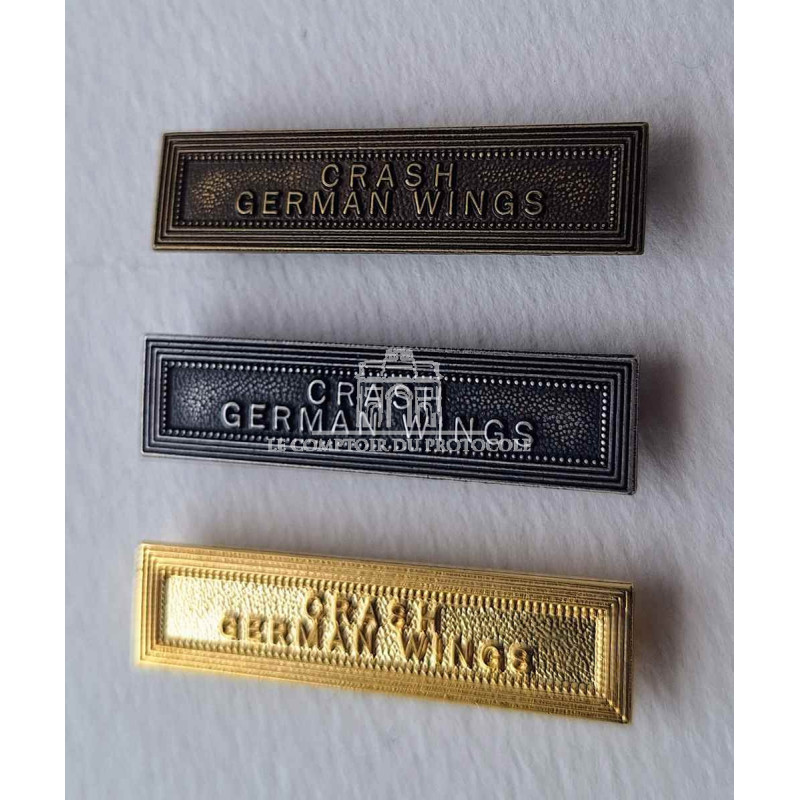 CRASH
GERMAN WINGS
CRASH
GERMAN WINGS
LE COMPTOIR DU PROTOCOLE
CRASH
GERMAN WINGS